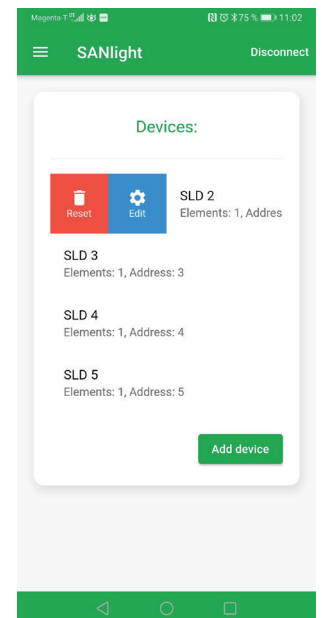 Magenta-T 75 % 11:02
SANlight Disconnect
Devices:
Reset
Edit
SLD 2
Elements: 1, Addres
SLD 3
Elements: 1, Address: 3
SLD 4
Elements: 1, Address: 4
SLD 5
Elements: 1, Address: 5
Add device